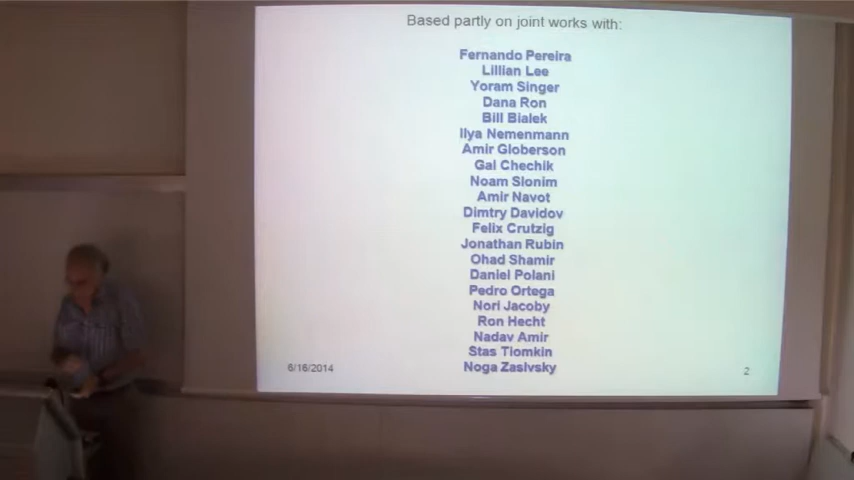 Based partly on joint works with:
Fernando Pereira
Lillian Lee
Yoram Singer
Dana Ron
Bill Bialek
Ilya Nemenmann
Amir Globerson
Gal Chechik
Noam Slonim
Amir Navot
Dimtry Davidov
Felix Crutzig
Jonathan Rubin
Ohad Shamir
Daniel Polani
Pedro Ortega
Nori Jacoby
Ron Hecht
Nadav Amir
Stas Tiomkin
Noga Zaslvsky
6/16/2014
2